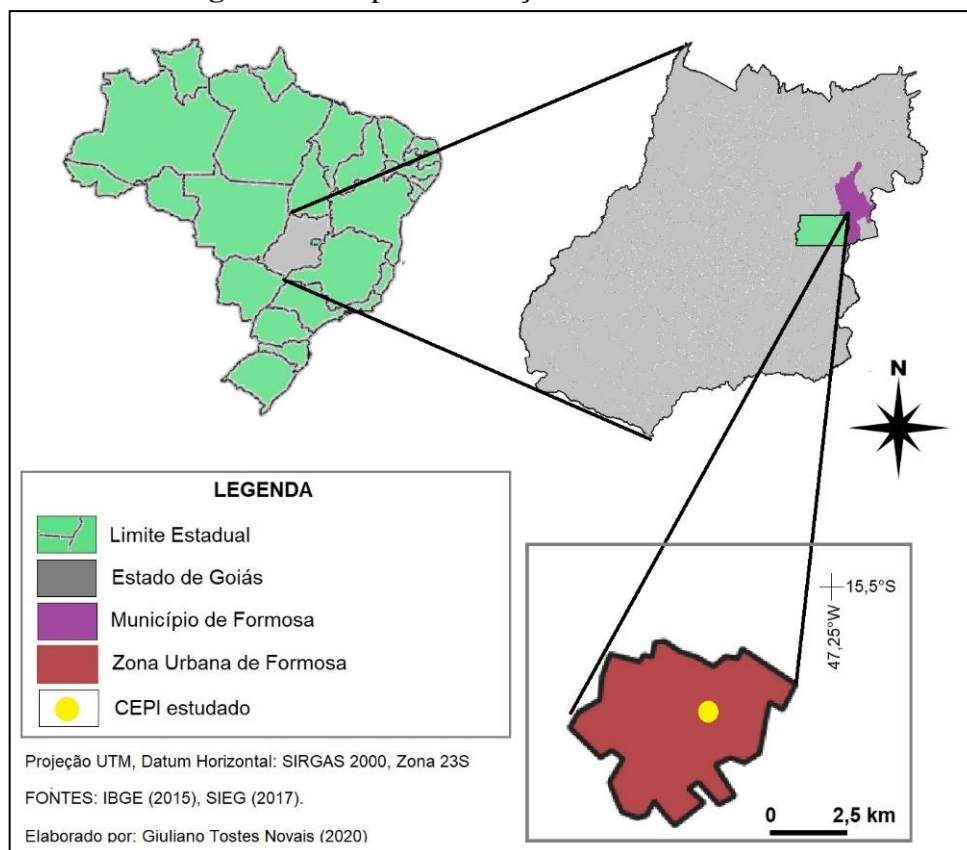 N
LEGENDA
Limite Estadual
Estado de Goiás
Município de Formosa
Zona Urbana de Formosa
CEPI estudado
15,5°S
47,25°W
0 2,5 km
Projeção UTM, Datum Horizontal: SIRGAS 2000, Zona 23S
FONTES: IBGE (2015), SIEG (2017).
Elaborado por: Giuliano Tostes Novais (2020)